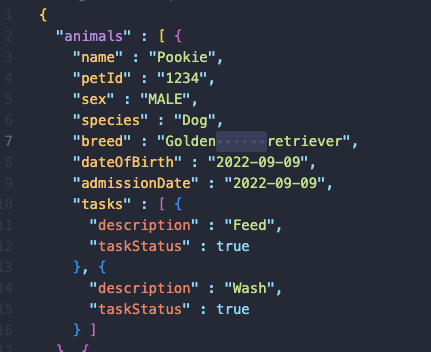 1 {
2 "animals" : [ {
3 "name" : "Pookie",
4 "petId" : "1234",
5 "sex" : "MALE",
6 "species" : "Dog",
7 "breed" : "Golden      retriever",
8 "dateOfBirth" : "2022-09-09",
9 "admissionDate" : "2022-09-09",
10 "tasks" : [ {
11 "description" : "Feed",
12 "taskStatus" : true
13 }, {
14 "description" : "Wash",
15 "taskStatus" : true
16 } ]
17 }, {